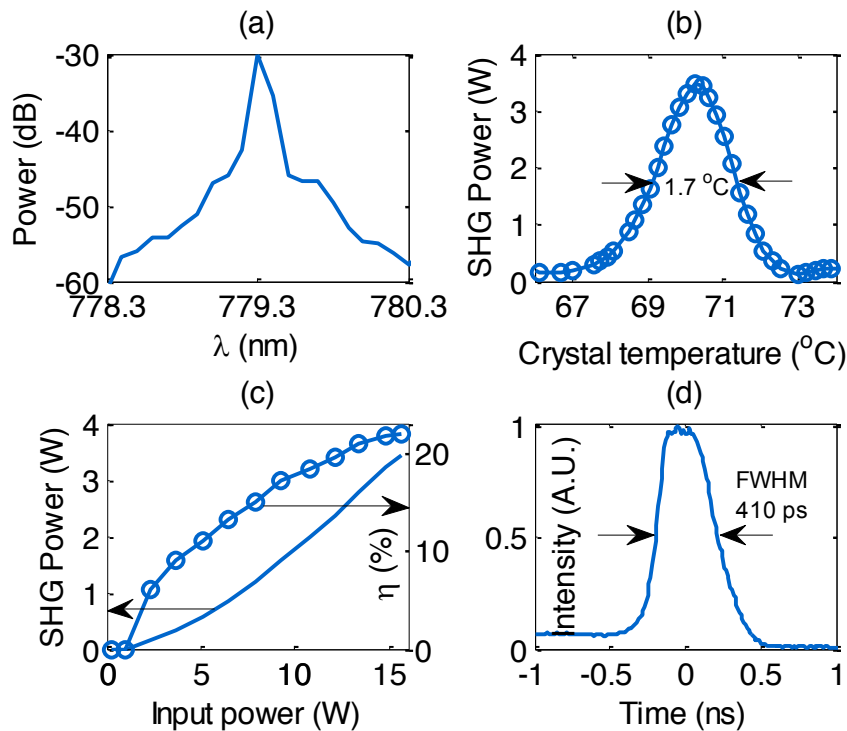 (a)
Power (dB)
-30
-40
-50
-60
778.3 779.3 780.3
λ (nm)
(b)
SHG Power (W)
4
3
2
1
0
1.7 °C
67 69 71 73
Crystal temperature (°C)
(c)
SHG Power (W)
4
3
2
1
0
20
10
0
η (%)
0 5 10 15
Input power (W)
(d)
Intensity (A.U.)
1
0.5
0
FWHM
410 ps
-1 -0.5 0 0.5 1
Time (ns)